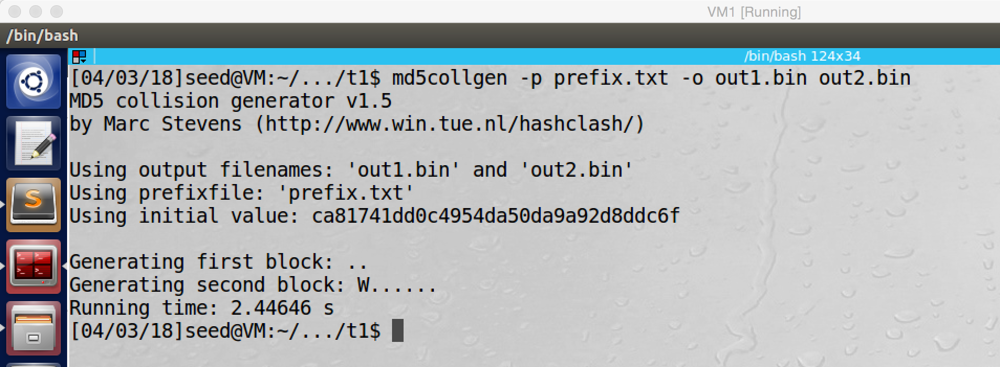 VM1 [Running]
/bin/bash
/bin/bash 124x34
[04/03/18]seed@VM:~/.../t1$ md5collgen -p prefix.txt -o out1.bin out2.bin
MD5 collision generator v1.5
by Marc Stevens (http://www.win.tue.nl/hashclash/)
Using output filenames: 'out1.bin' and 'out2.bin'
Using prefixfile: 'prefix.txt'
Using initial value: ca81741dd0c4954da50da9a92d8ddc6f
Generating first block: ..
Generating second block: W......
Running time: 2.44646 s
[04/03/18]seed@VM:~/.../t1$